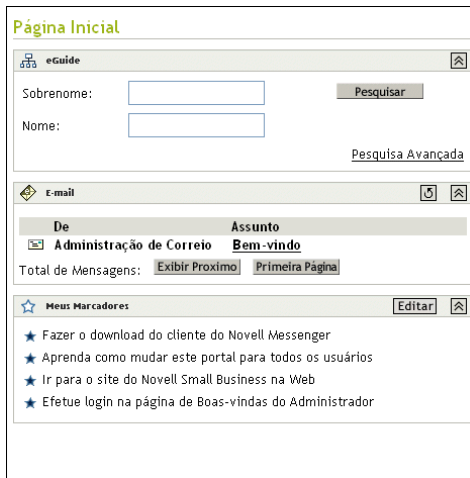 Página Inicial
eGuide
Sobrenome: Pesquisar
Nome:
Pesquisa Avançada
E-mail
De Assunto
Administração de Correio Bem-vindo
Total de Mensagens: Exibir Proximo Primeira Página
Meus Marcadores Editar
Fazer o download do cliente do Novell Messenger
Aprenda como mudar este portal para todos os usuários
Ir para o site do Novell Small Business na Web
Efetue login na página de Boas-vindas do Administrador